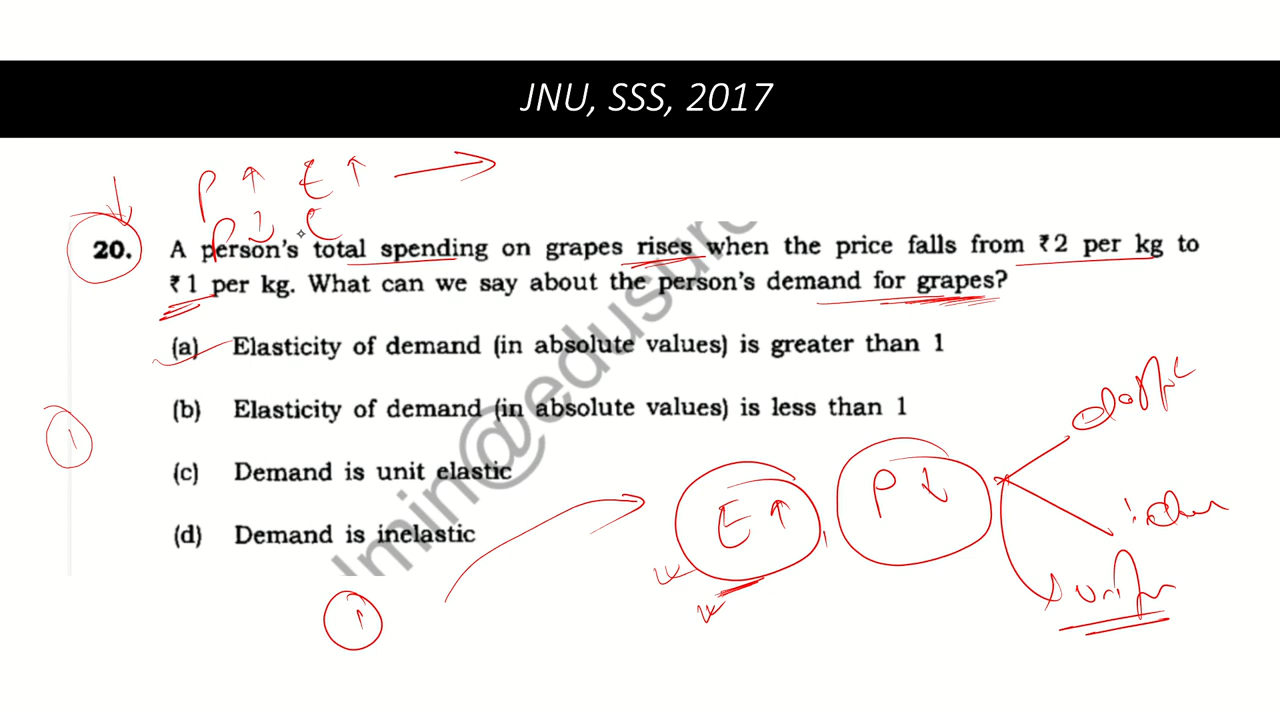 JNU, SSS, 2017
P ↑ E ↑
P ↓ E
20. A person's total spending on grapes rises when the price falls from ₹2 per kg to
₹1 per kg. What can we say about the person's demand for grapes?
(a) Elasticity of demand (in absolute values) is greater than 1
(b) Elasticity of demand (in absolute values) is less than 1
(c) Demand is unit elastic
(d) Demand is inelastic
E ↑ P ↓
elastic